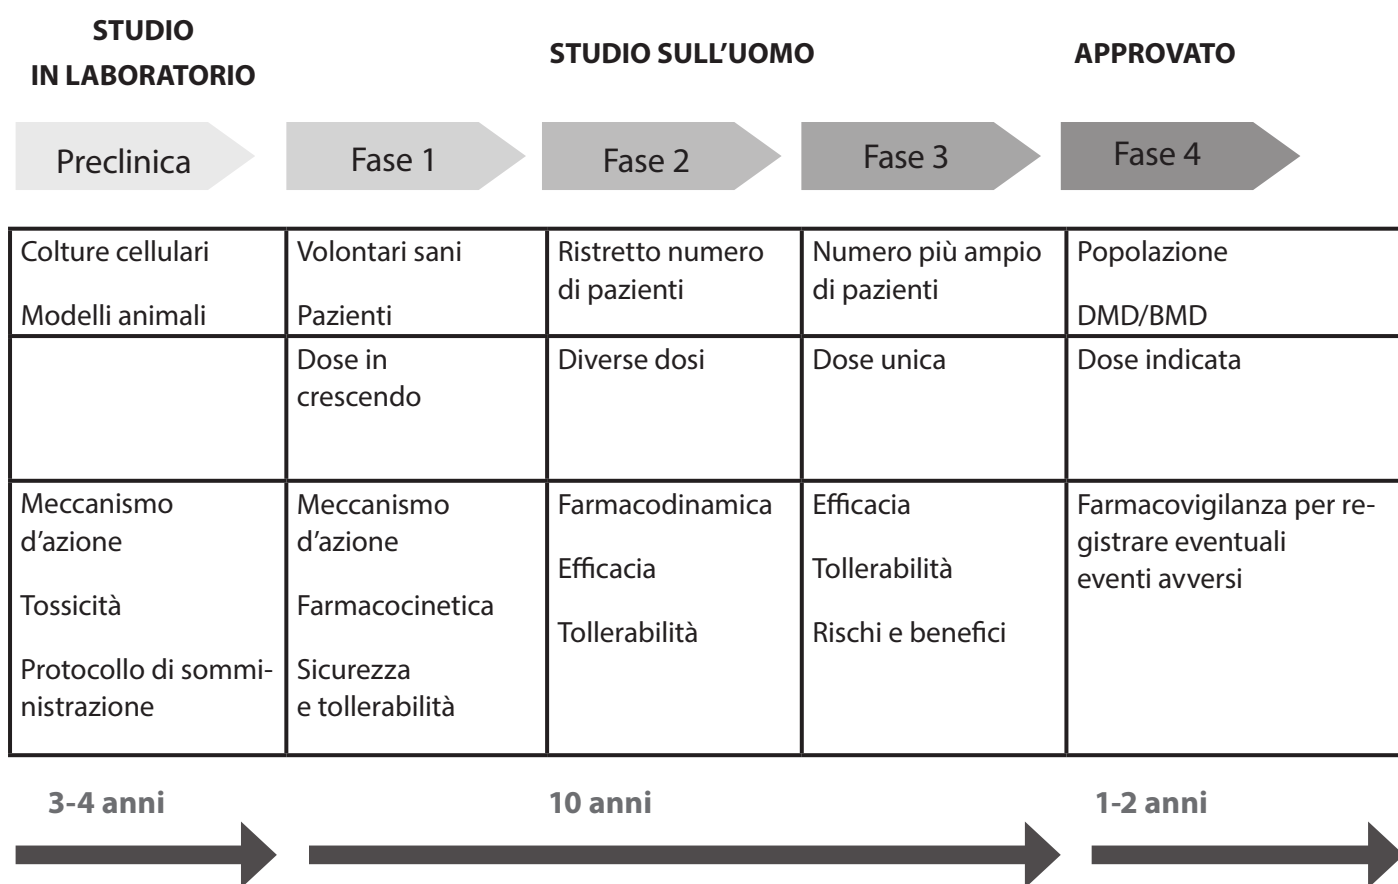 STUDIO
IN LABORATORIO
STUDIO SULL’UOMO
APPROVATO
Preclinica
Fase 1
Fase 2
Fase 3
Fase 4
Colture cellulari
Modelli animali
Volontari sani
Pazienti
Ristretto numero
di pazienti
Numero più ampio
di pazienti
Popolazione
DMD/BMD
Dose in
crescendo
Diverse dosi
Dose unica
Dose indicata
Meccanismo
d’azione
Tossicità
Protocollo di sommi-
nistrazione
Meccanismo
d’azione
Farmacocinetica
Sicurezza
e tollerabilità
Farmacodinamica
Efficacia
Tollerabilità
Efficacia
Tollerabilità
Rischi e benefici
Farmacovigilanza per re-
gistrare eventuali
eventi avversi
3-4 anni
10 anni
1-2 anni